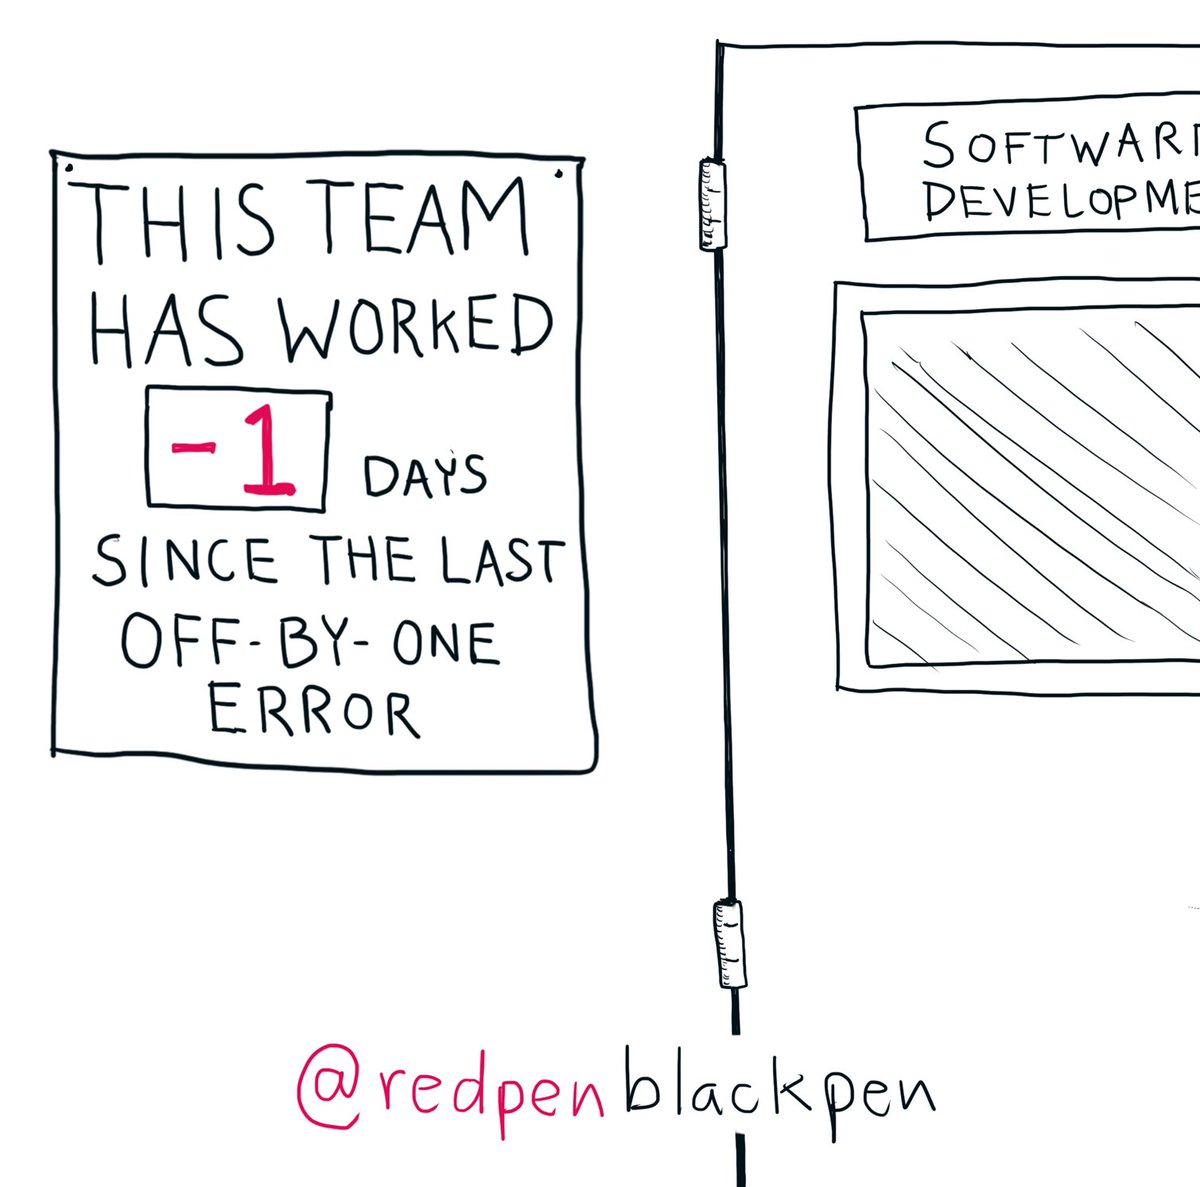 THIS TEAM
HAS WORKED
-1 DAYS
SINCE THE LAST
OFF-BY-ONE
ERROR
SOFTWAR
DEVELOPME
@redpenblackpen